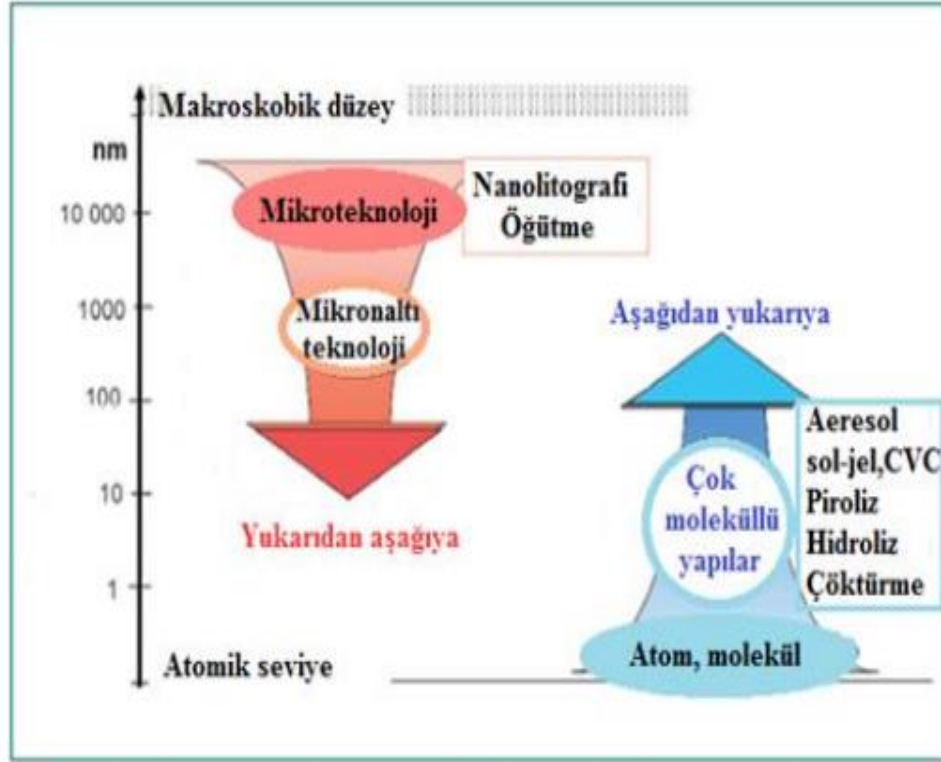 Makroskobik düzey
nm
10 000
1000
100
10
1
Atomik seviye
Mikroteknoloji
Nanolitografi
Öğütme
Mikronaltı
teknoloji
Yukarıdan aşağıya
Aşağıdan yukarıya
Çok
moleküllü
yapılar
Aeresol
sol-jel,CVC
Piroliz
Hidroliz
Çöktürme
Atom, molekül